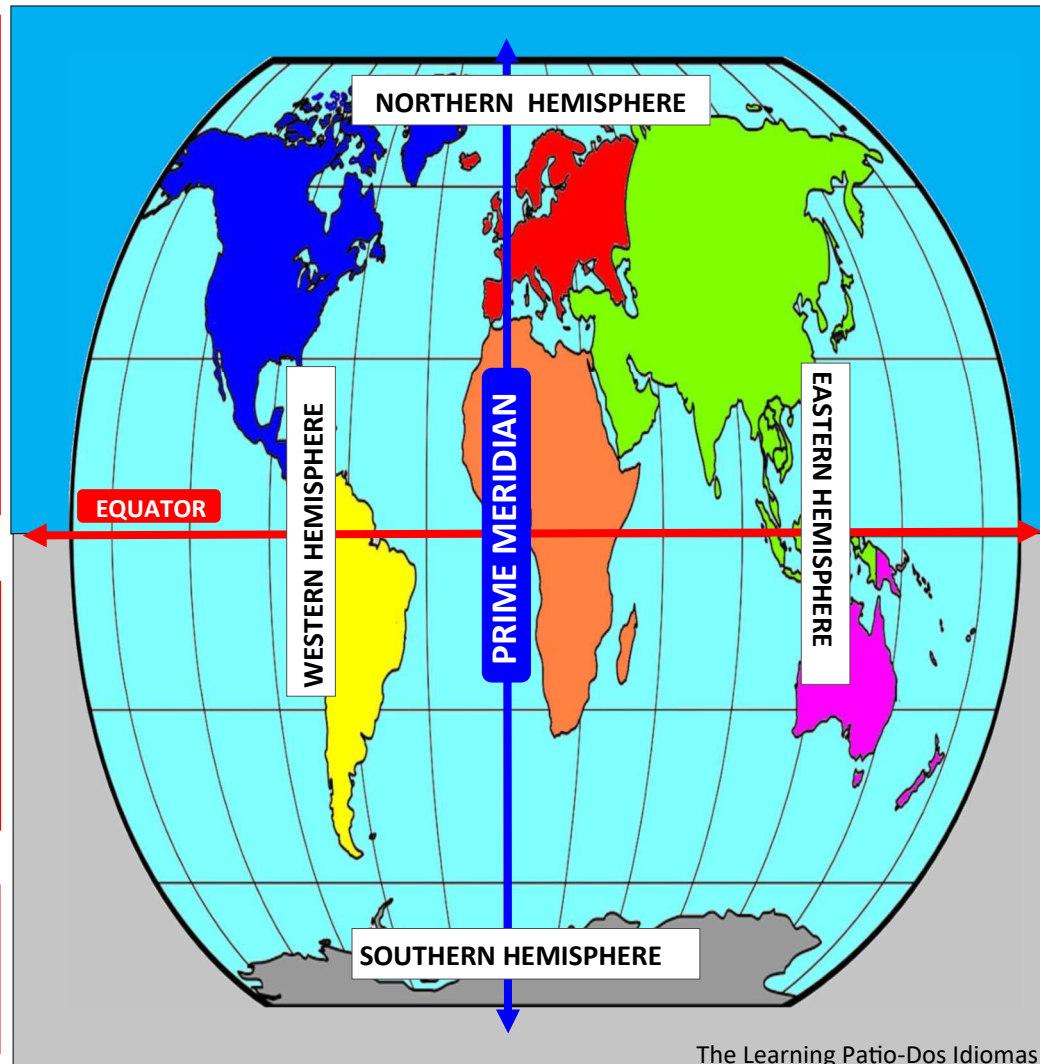 NORTHERN HEMISPHERE
WESTERN HEMISPHERE
PRIME MERIDIAN
EASTERN HEMISPHERE
EQUATOR
SOUTHERN HEMISPHERE
The Learning Patio-Dos Idiomas